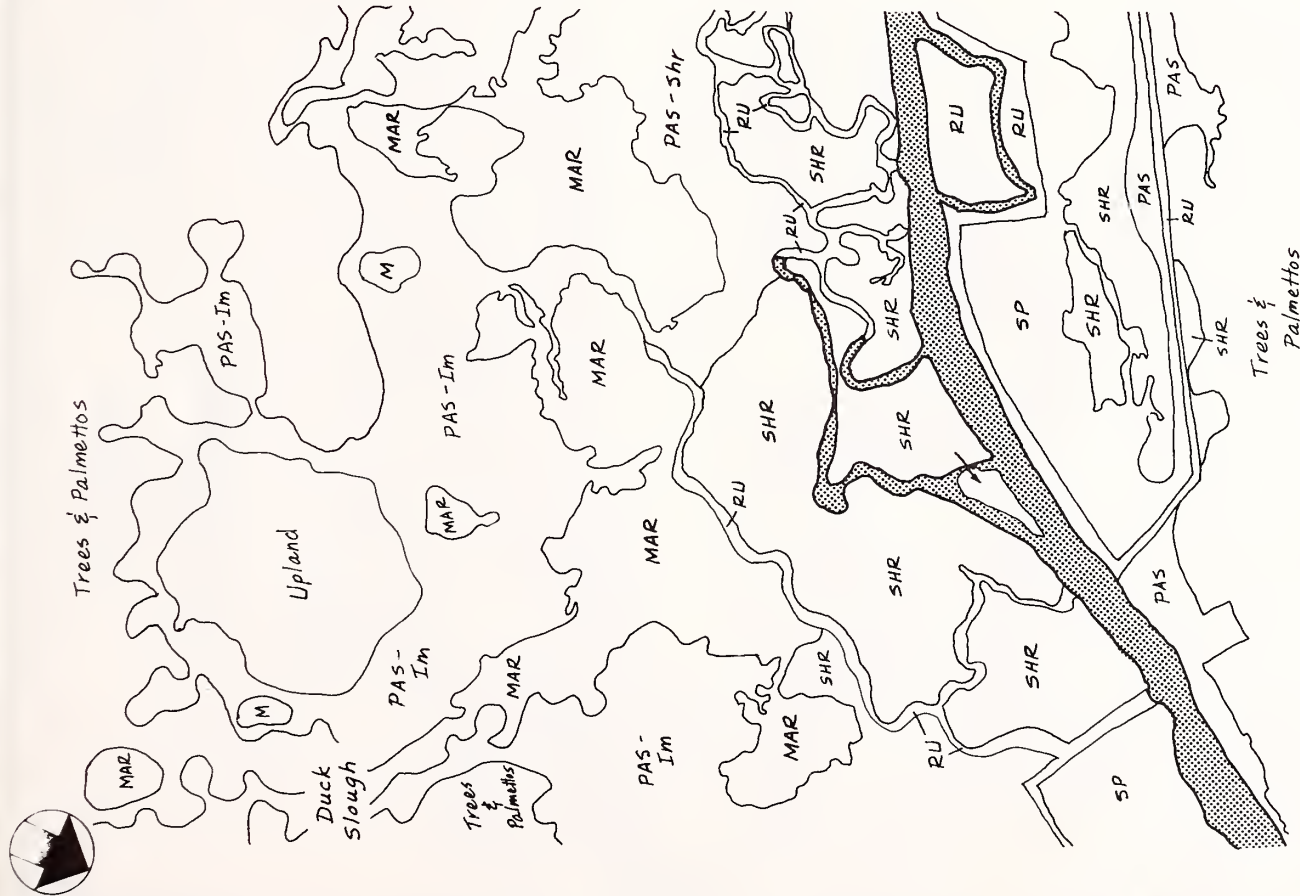 Trees & Palmettos
MAR
PAS-Im
MAR
M
Upland
PAS-Im
MAR
MAR
M
PAS-
Im
MAR
Duck
Slough
MAR
Trees
&
Palmettos
PAS-
Im
MAR
SHR
MAR
PAS-Shr
RU
SHR
RU
RU
SHR
SHR
SHR
RU
SHR
SHR
RU
SP
RU
RU
SP
SHR
SHR
PAS
PAS
RU
SHR
PAS
Trees &
Palmettos